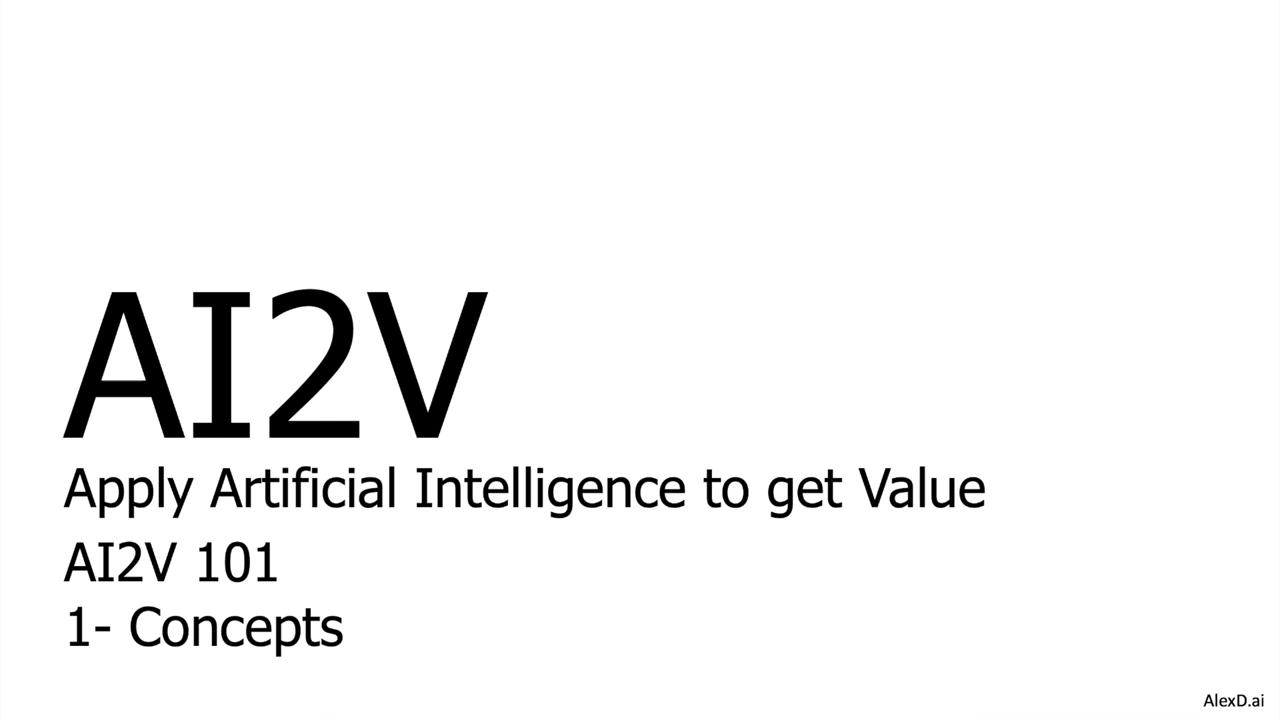 AI2V
Apply Artificial Intelligence to get Value
AI2V 101
1- Concepts
AlexD.ai